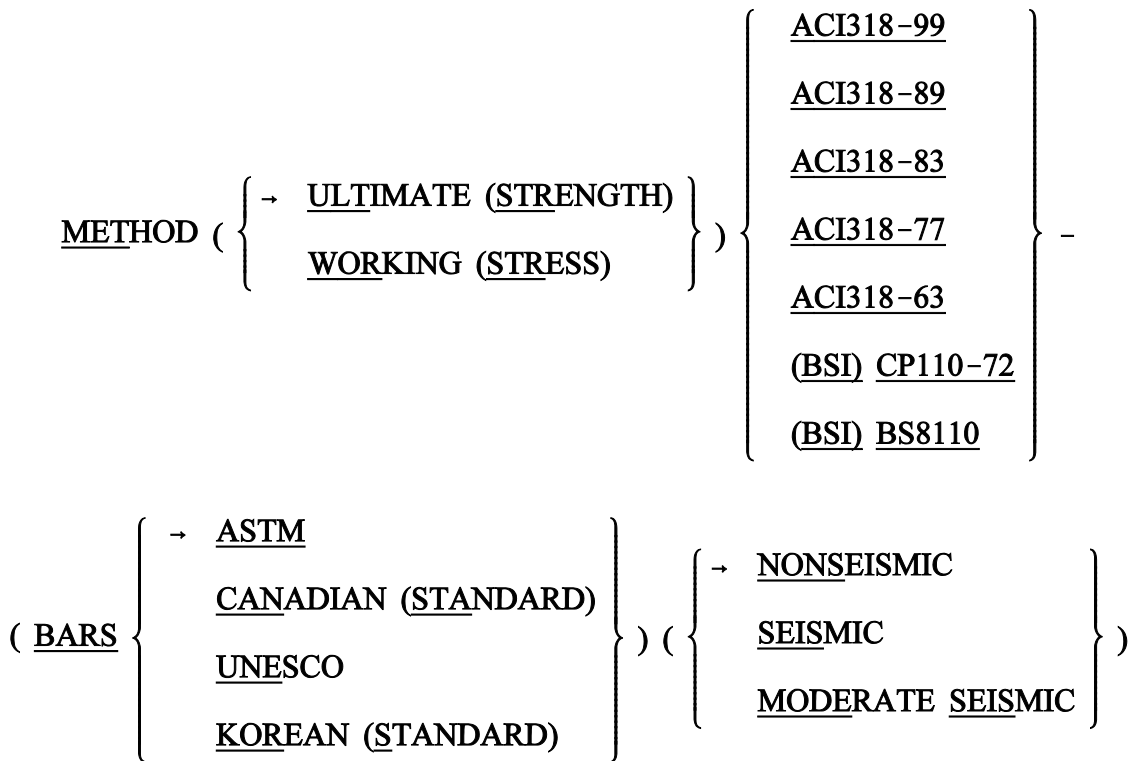 ACI318-99
ACI318-89
ACI318-83
→ ULTIMATE (STRENGTH)
METHOD ( { } ) { ACI318-77 } -
WORKING (STRESS)
ACI318-63
(BSI) CP110-72
(BSI) BS8110
→ ASTM
→ NONSEISMIC
CANADIAN (STANDARD)
( BARS { } ) ( { SEISMIC } )
UNESCO
MODERATE SEISMIC
KOREAN (STANDARD)